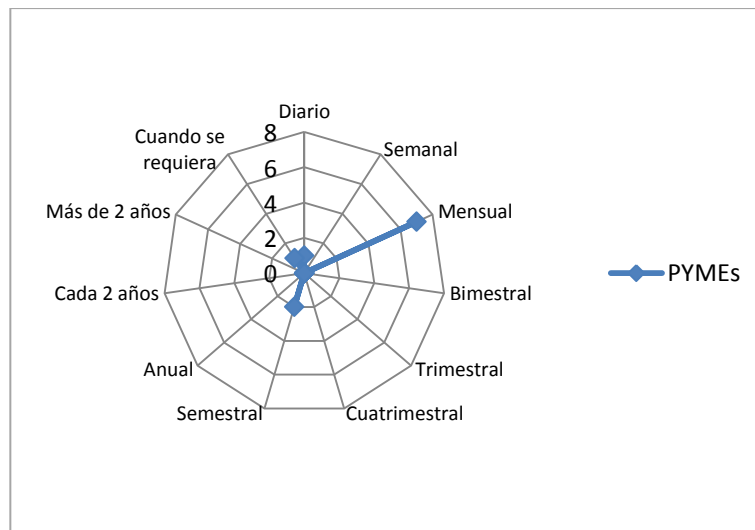 Diario
Semanal
Mensual
Bimestral
Trimestral
Cuatrimestral
Semestral
Anual
Cada 2 años
Más de 2 años
Cuando se
requiera
8
6
4
2
0
PYMEs